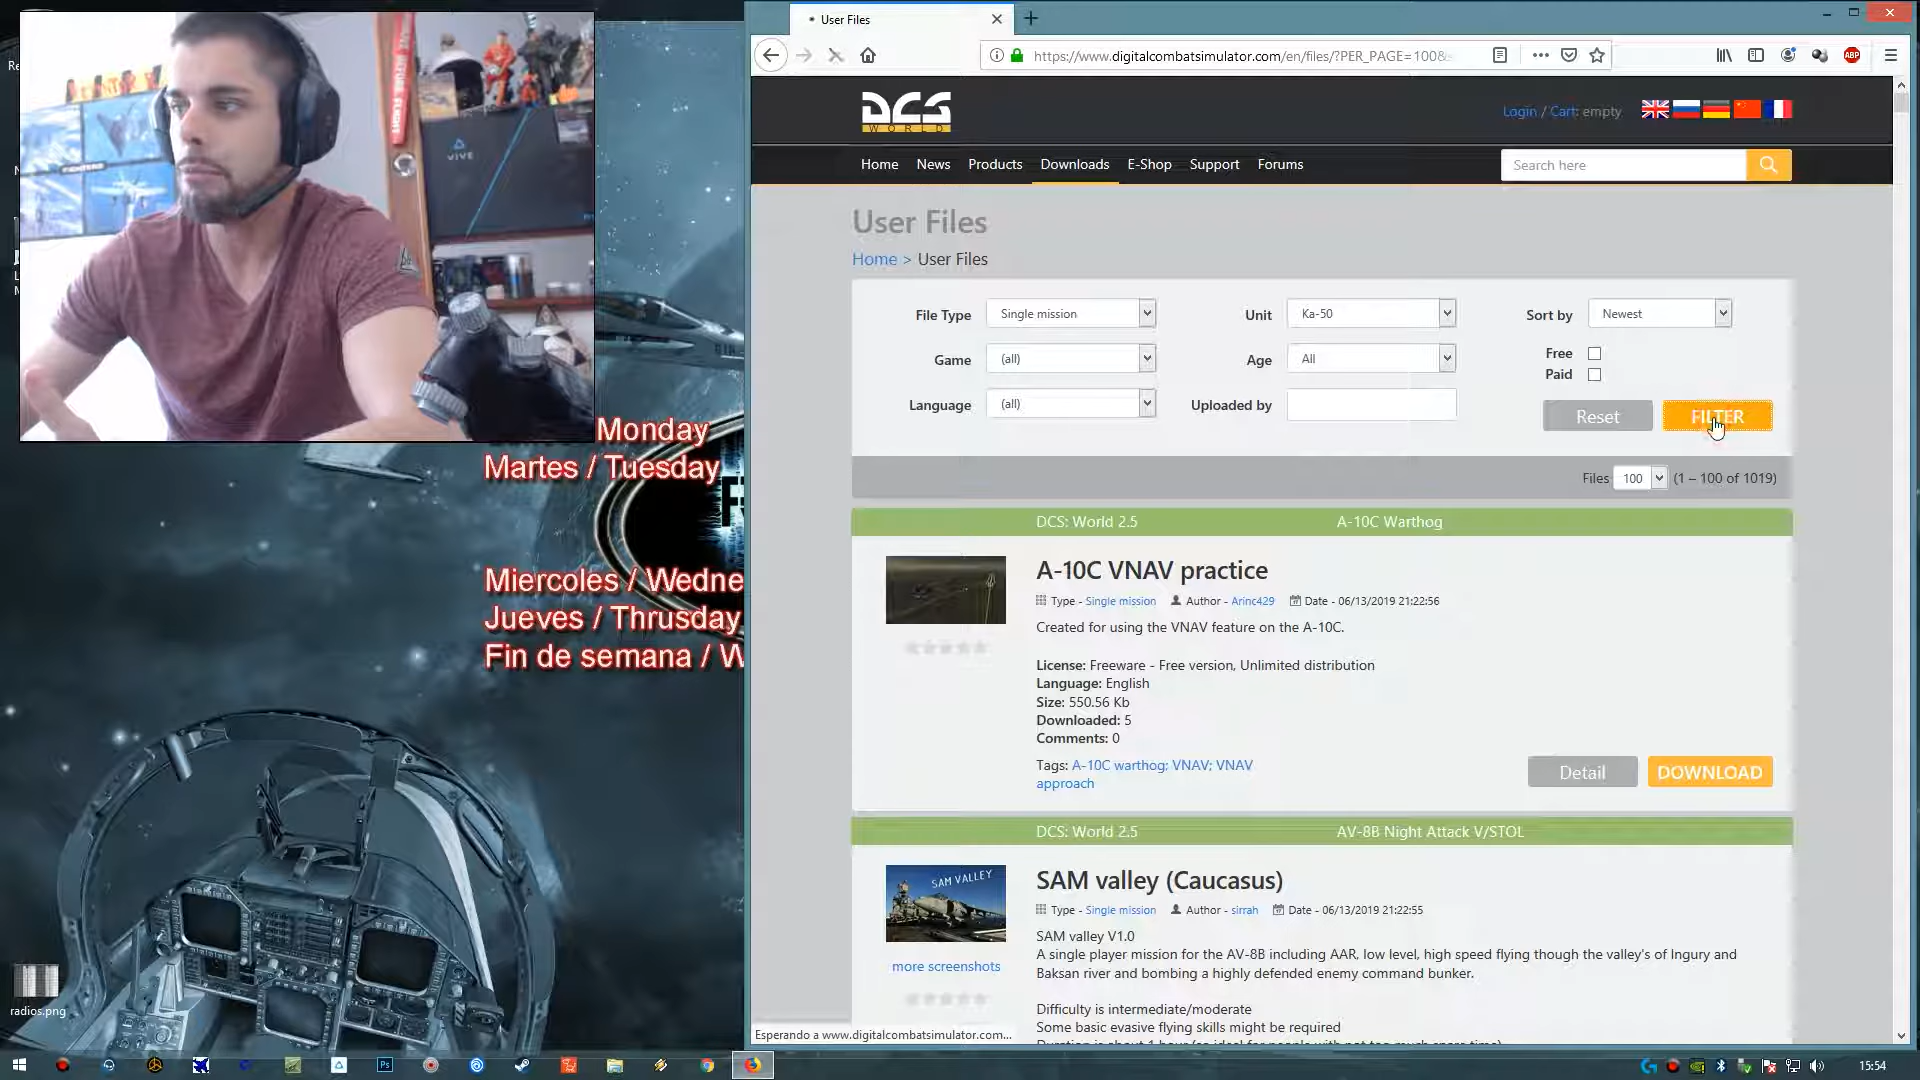 User Files
https://www.digitalcombatsimulator.com/en/files/?PER_PAGE=100&
DCS
WORLD
Login / Cart: empty
Home News Products Downloads E-Shop Support Forums
Search here
User Files
Home > User Files
File Type Single mission Unit Ka-50 Sort by Newest
Game (all) Age All Free
Paid
Language (all) Uploaded by
Reset FILTER
Files 100 (1 – 100 of 1019)
DCS: World 2.5 A-10C Warthog
A-10C VNAV practice
Type - Single mission Author - Arinc429 Date - 06/13/2019 21:22:56
Created for using the VNAV feature on the A-10C.
License: Freeware - Free version, Unlimited distribution
Language: English
Size: 550.56 Kb
Downloaded: 5
Comments: 0
Tags: A-10C warthog; VNAV; VNAV
approach
Detail DOWNLOAD
DCS: World 2.5 AV-8B Night Attack V/STOL
SAM VALLEY
SAM valley (Caucasus)
Type - Single mission Author - sirrah Date - 06/13/2019 21:22:55
SAM valley V1.0
A single player mission for the AV-8B including AAR, low level, high speed flying though the valley's of Ingury and
Baksan river and bombing a highly defended enemy command bunker.
more screenshots
Difficulty is intermediate/moderate
Some basic evasive flying skills might be required
Esperando a www.digitalcombatsimulator.com...
VIVE
Monday
Martes / Tuesday
Miercoles / Wedne
Jueves / Thrusday
Fin de semana / W
radios.png
ABP
Ps
15:54